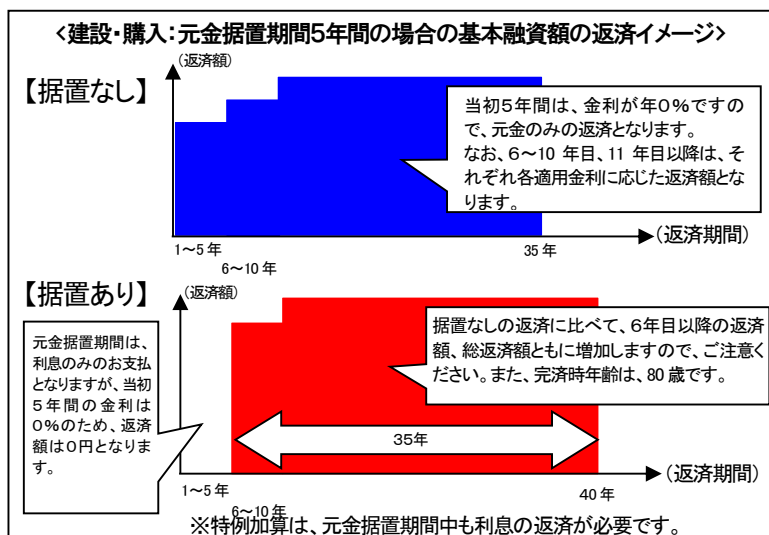 <建設・購入：元金据置期間5年間の場合の基本融資額の返済イメージ>
（返済額）
【据置なし】
当初５年間は、金利が年０％ですの
で、元金のみの返済となります。
なお、６～10 年目、11 年目以降は、そ
れぞれ各適用金利に応じた返済額とな
ります。
（返済期間）
1～5 年
35 年
6～10 年
【据置あり】
（返済額）
元金据置期間は、
利息のみのお支払
となりますが、当初
５年間の金利は
０％のため、返済
額は０円となりま
す。
据置なしの返済に比べて、６年目以降の返済
額、総返済額ともに増加しますので、ご注意く
ださい。また、完済時年齢は、80 歳です。
35年
（返済期間）
1～5 年
40 年
6～10 年
※特例加算は、元金据置期間中も利息の返済が必要です。